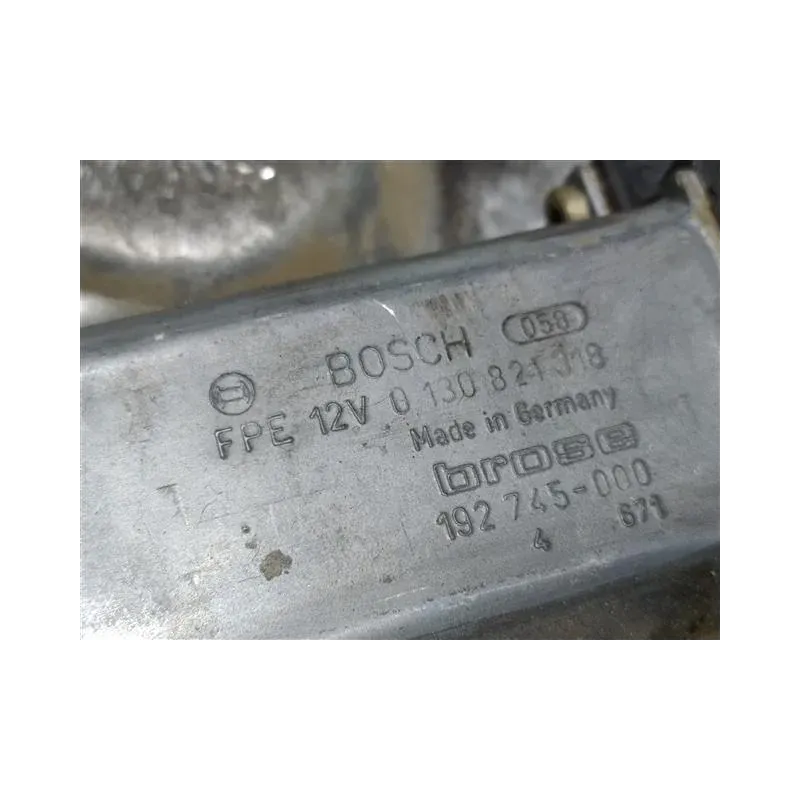 BOSCH 058
FPE 12V 0 130 821 318
Made in Germany
brose
192 745-000
4 671